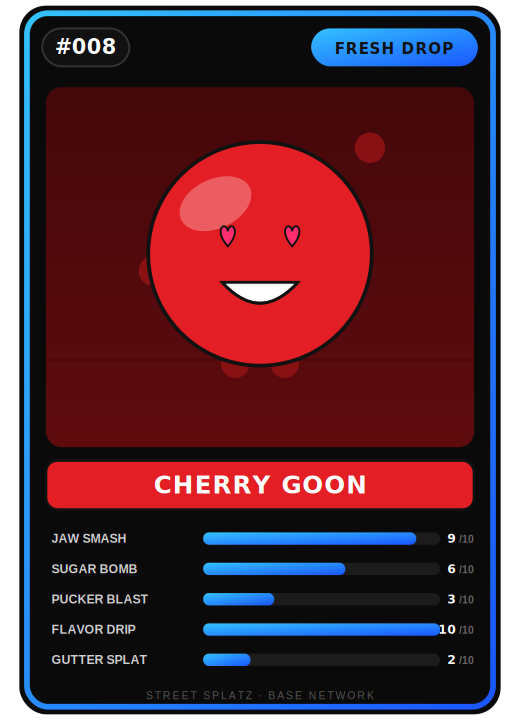 #008 FRESH DROP
CHERRY GOON
JAW SMASH 9 /10
SUGAR BOMB 6 /10
PUCKER BLAST 3 /10
FLAVOR DRIP 10 /10
GUTTER SPLAT 2 /10
STREET SPLATZ · BASE NETWORK